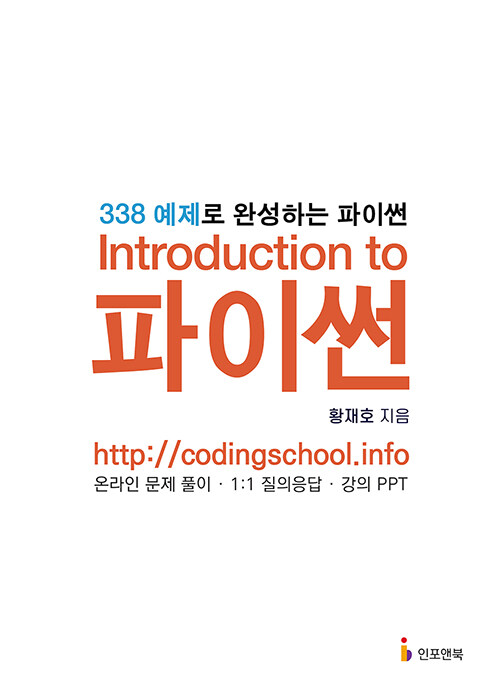 338 예제로 완성하는 파이썬
Introduction to
파이썬
황재호 지음
http://codingschool.info
온라인 문제 풀이 · 1:1 질의응답 · 강의 PPT
인포앤북